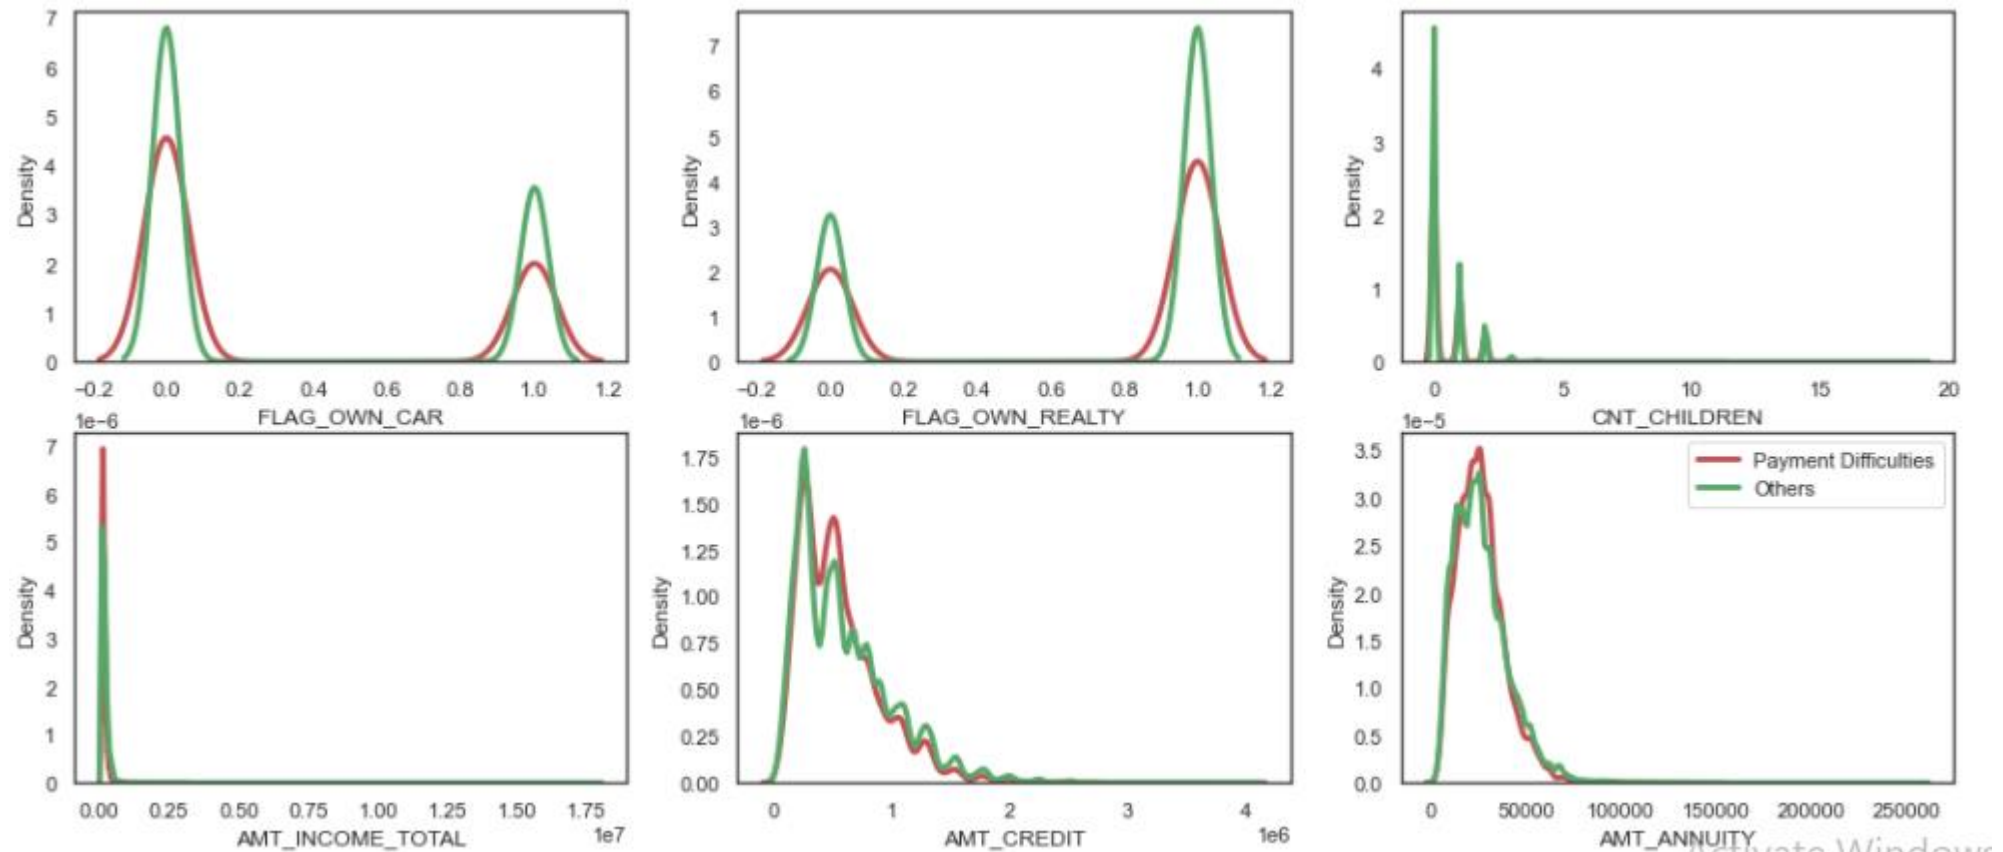 7
6
5
4
3
2
1
0
Density
−0.2 0.0 0.2 0.4 0.6 0.8 1.0 1.2
FLAG_OWN_CAR
7
6
5
4
3
2
1
0
Density
−0.2 0.0 0.2 0.4 0.6 0.8 1.0 1.2
FLAG_OWN_REALTY
4
3
2
1
0
Density
0 5 10 15 20
CNT_CHILDREN
1e−6
7
6
5
4
3
2
1
0
Density
0.00 0.25 0.50 0.75 1.00 1.25 1.50 1.75
1e7
AMT_INCOME_TOTAL
1e−6
1.75
1.50
1.25
1.00
0.75
0.50
0.25
0.00
Density
0 1 2 3 4
1e6
AMT_CREDIT
1e−5
3.5
3.0
2.5
2.0
1.5
1.0
0.5
0.0
Density
Payment Difficulties
Others
0 50000 100000 150000 200000 250000
AMT_ANNUITY
Activate Windows